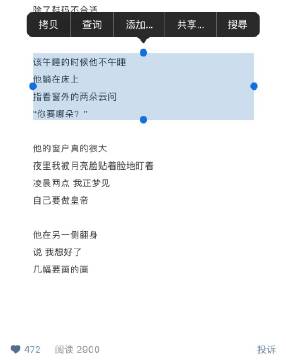 除了鞋码不合适
拷贝 查询 添加... 共享... 搜寻
该午睡的时候他不午睡
他躺在床上
指着窗外的两朵云问
“你要哪朵？”
他的窗户真的很大
夜里我被月亮脸贴着脸地盯着
凌晨两点 我正梦见
自己要做皇帝
他在另一侧翻身
说 我想好了
几幅要画的画
472 阅读 2900 投诉